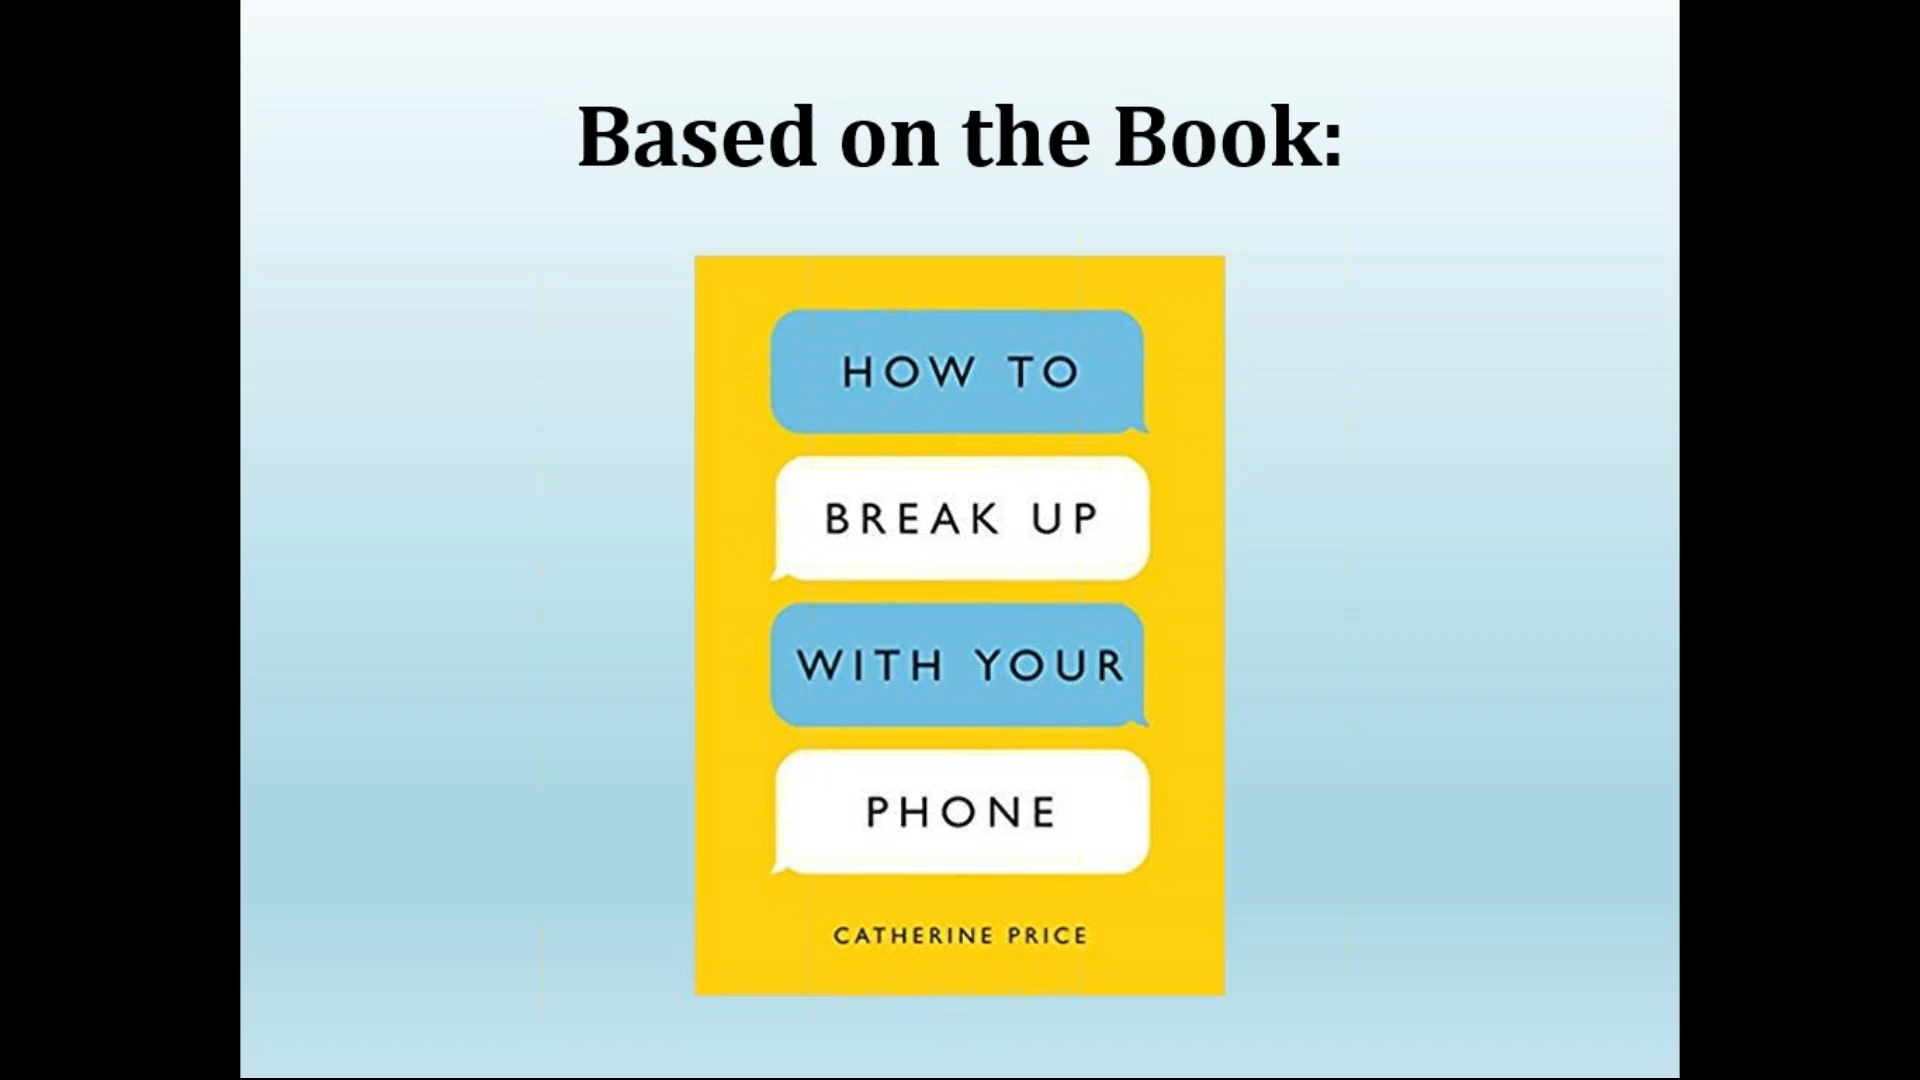 Based on the Book:
HOW TO
BREAK UP
WITH YOUR
PHONE
CATHERINE PRICE